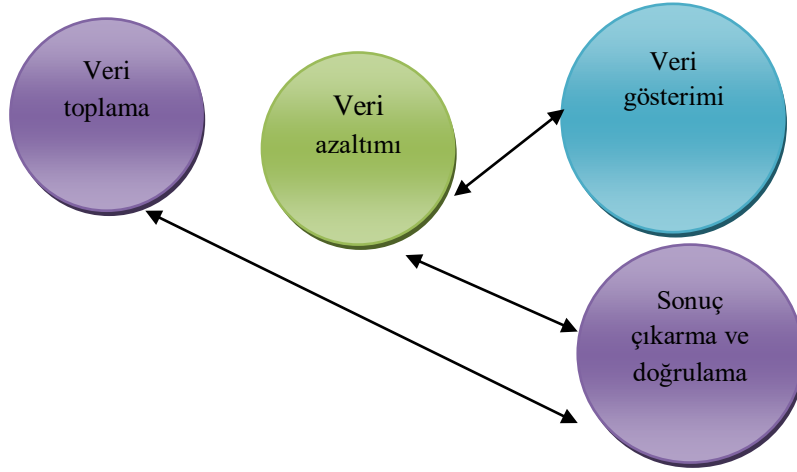 Veri
toplama
Veri
azaltımı
Veri
gösterimi
Sonuç
çıkarma ve
doğrulama